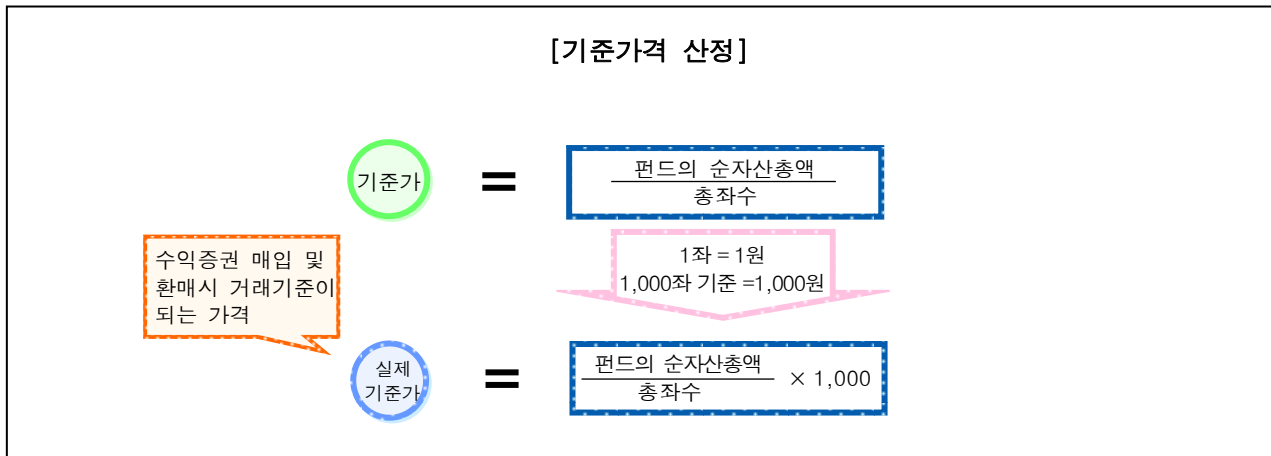 [기준가격 산정]
기준가
=
펀드의 순자산총액
총좌수
1좌 = 1원
1,000좌 기준 =1,000원
수익증권 매입 및
환매시 거래기준이
되는 가격
실제
기준가
=
펀드의 순자산총액
총좌수
× 1,000